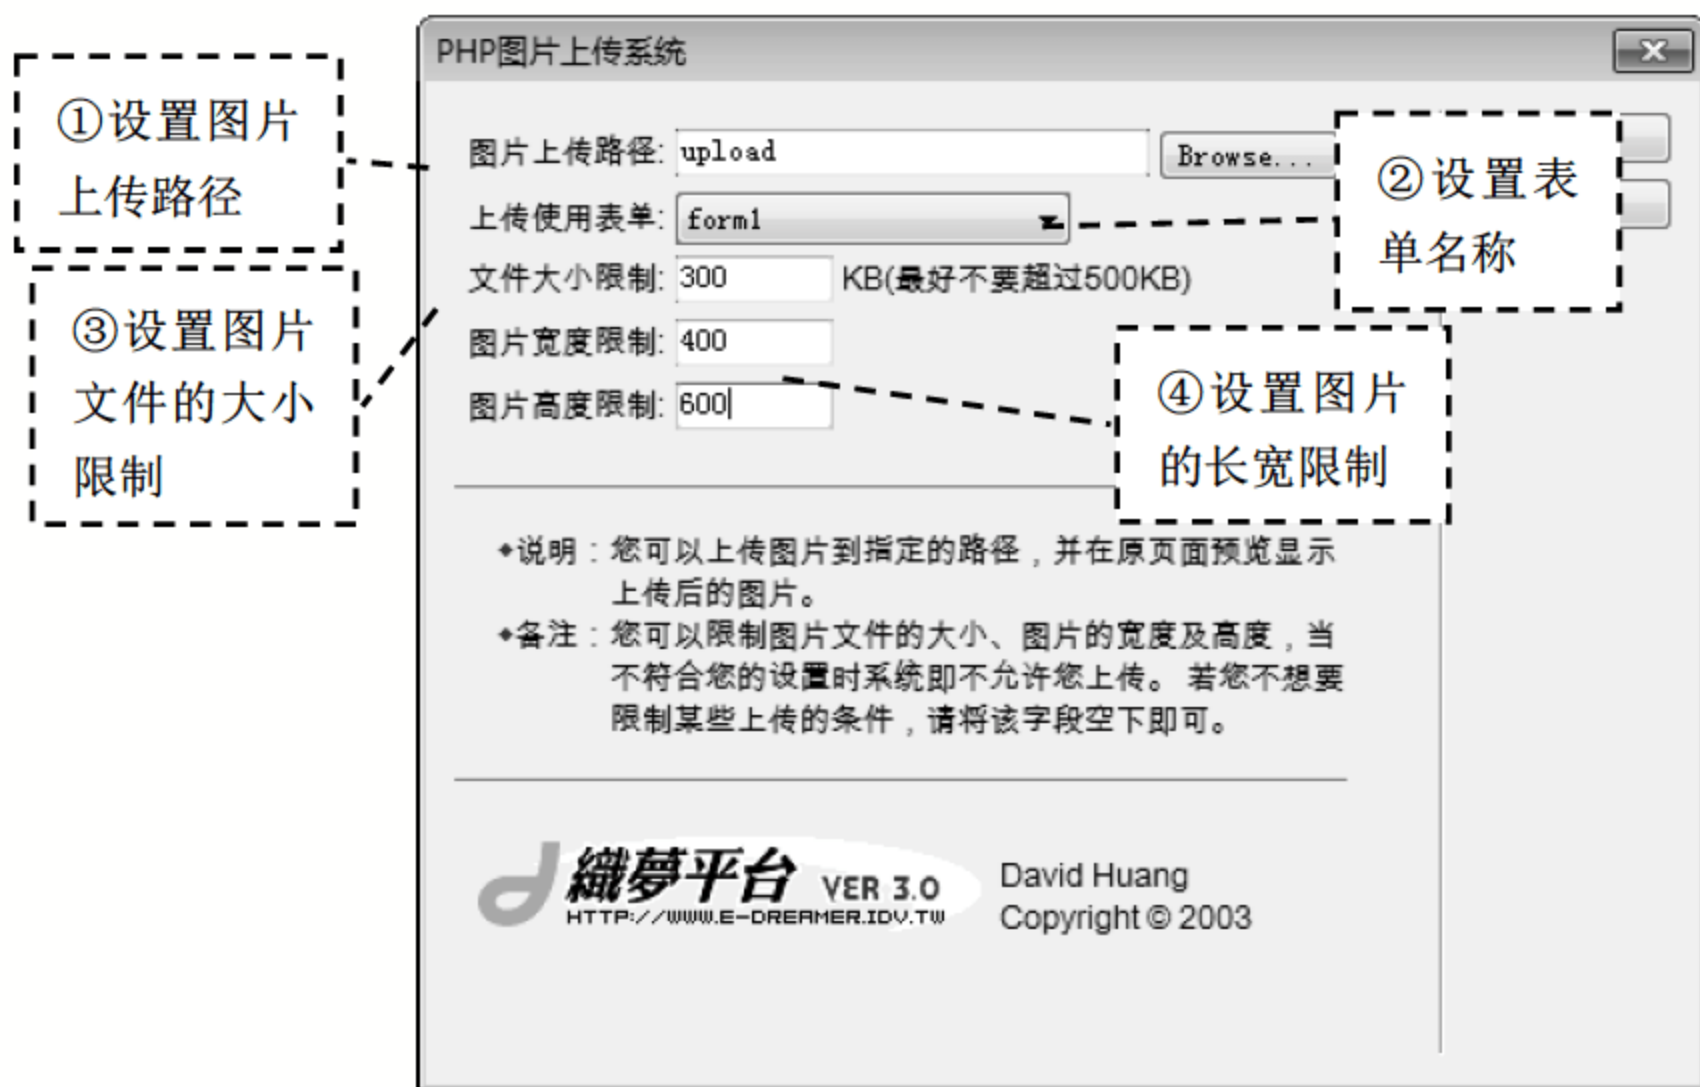 PHP图片上传系统
①设置图片
上传路径
图片上传路径: upload Browse...
②设置表
单名称
上传使用表单: form1
③设置图片
文件的大小
限制
文件大小限制: 300 KB(最好不要超过500KB)
图片宽度限制: 400
图片高度限制: 600
④设置图片
的长宽限制
◆说明：您可以上传图片到指定的路径，并在原页面预览显示
上传后的图片。
◆备注：您可以限制图片文件的大小、图片的宽度及高度，当
不符合您的设置时系统即不允许您上传。 若您不想要
限制某些上传的条件，请将该字段空下即可。
織夢平台 VER 3.0
HTTP://WWW.E-DREAMER.IDV.TW
David Huang
Copyright © 2003